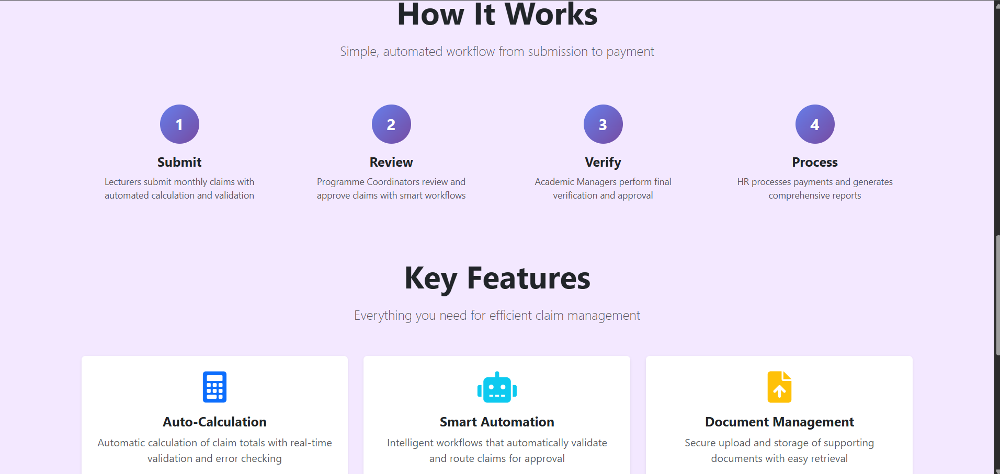 How It Works
Simple, automated workflow from submission to payment
1
2
3
4
Submit
Lecturers submit monthly claims with
automated calculation and validation
Review
Programme Coordinators review and
approve claims with smart workflows
Verify
Academic Managers perform final
verification and approval
Process
HR processes payments and generates
comprehensive reports
Key Features
Everything you need for efficient claim management
Auto-Calculation
Automatic calculation of claim totals with real-time
validation and error checking
Smart Automation
Intelligent workflows that automatically validate
and route claims for approval
Document Management
Secure upload and storage of supporting
documents with easy retrieval